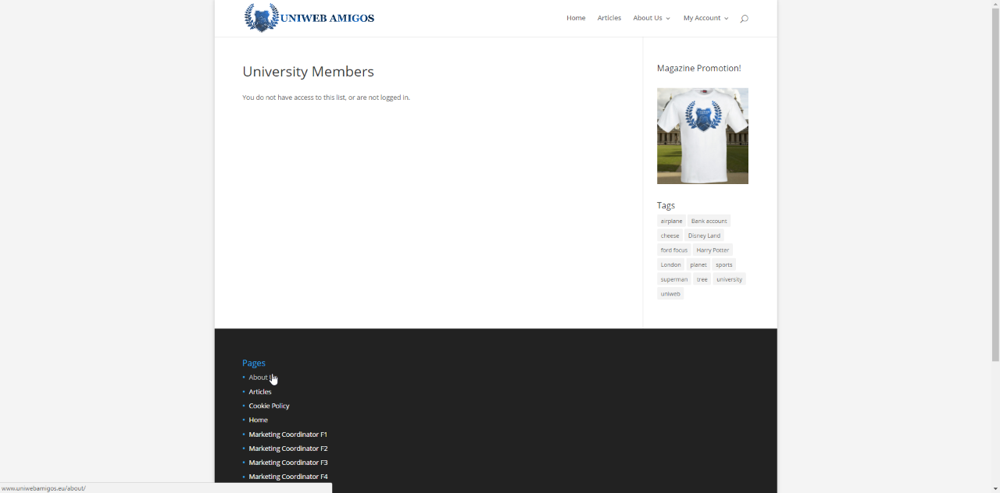 UNIWEB AMIGOS
Home Articles About Us My Account
University Members
You do not have access to this list, or are not logged in.
Magazine Promotion!
Tags
airplane Bank account
cheese Disney Land
ford focus Harry Potter
London planet sports
superman tree university
uniweb
Pages
About
Articles
Cookie Policy
Home
Marketing Coordinator F1
Marketing Coordinator F2
Marketing Coordinator F3
Marketing Coordinator F4
www.uniwebamigos.eu/about/